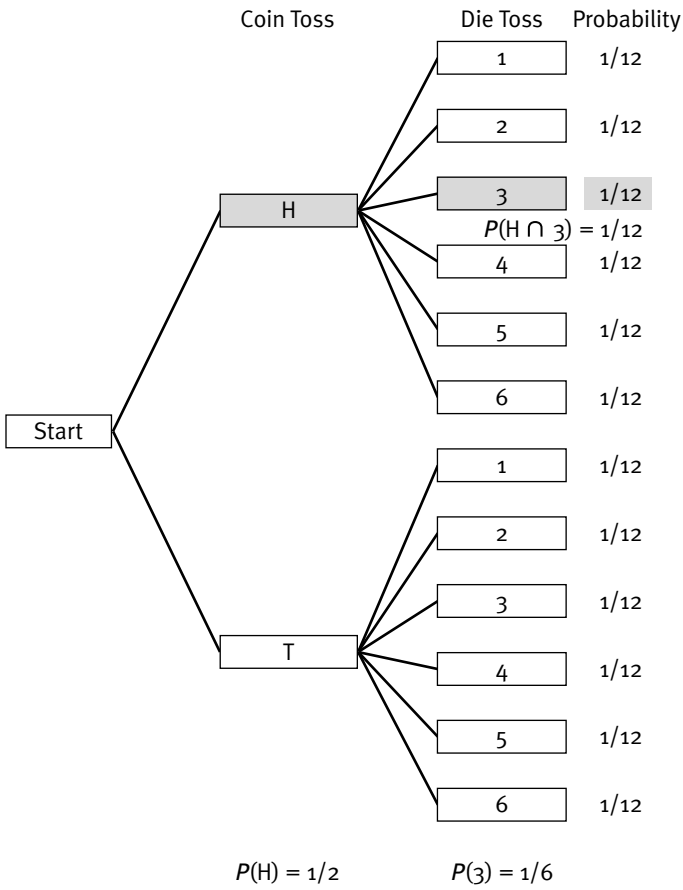 Coin Toss Die Toss Probability
1 1/12
2 1/12
3 1/12
H
P(H ∩ 3) = 1/12
4 1/12
5 1/12
6 1/12
Start
1 1/12
2 1/12
3 1/12
T
4 1/12
5 1/12
6 1/12
P(H) = 1/2 P(3) = 1/6